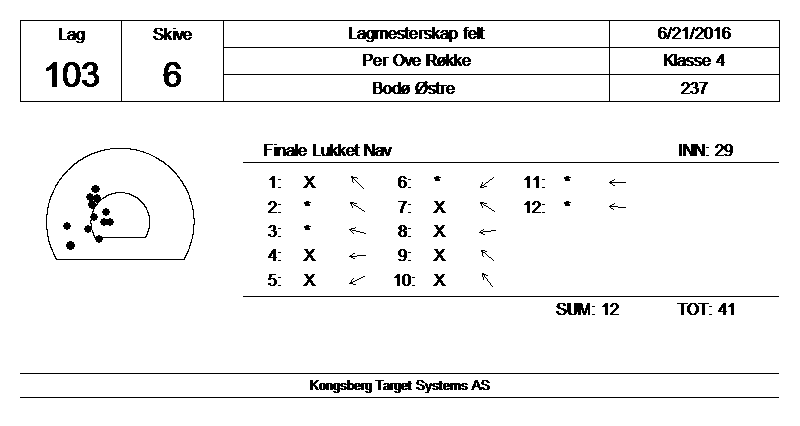 Lag Skive Lagmesterskap felt 6/21/2016
103 6 Per Ove Røkke Klasse 4
Bodø Østre 237
Finale Lukket Nav INN: 29
1: X ↖ 6: * ↙ 11: * ←
2: * ↖ 7: X ↖ 12: * ←
3: * ← 8: X ←
4: X ← 9: X ↖
5: X ↙ 10: X ↖
SUM: 12 TOT: 41
Kongsberg Target Systems AS